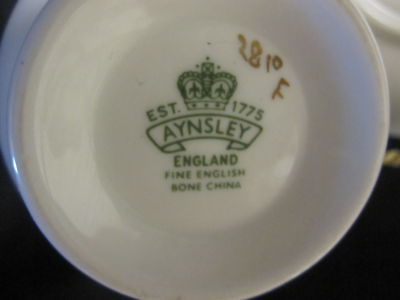 2810
F
EST. 1775
AYNSLEY
ENGLAND
FINE ENGLISH
BONE CHINA